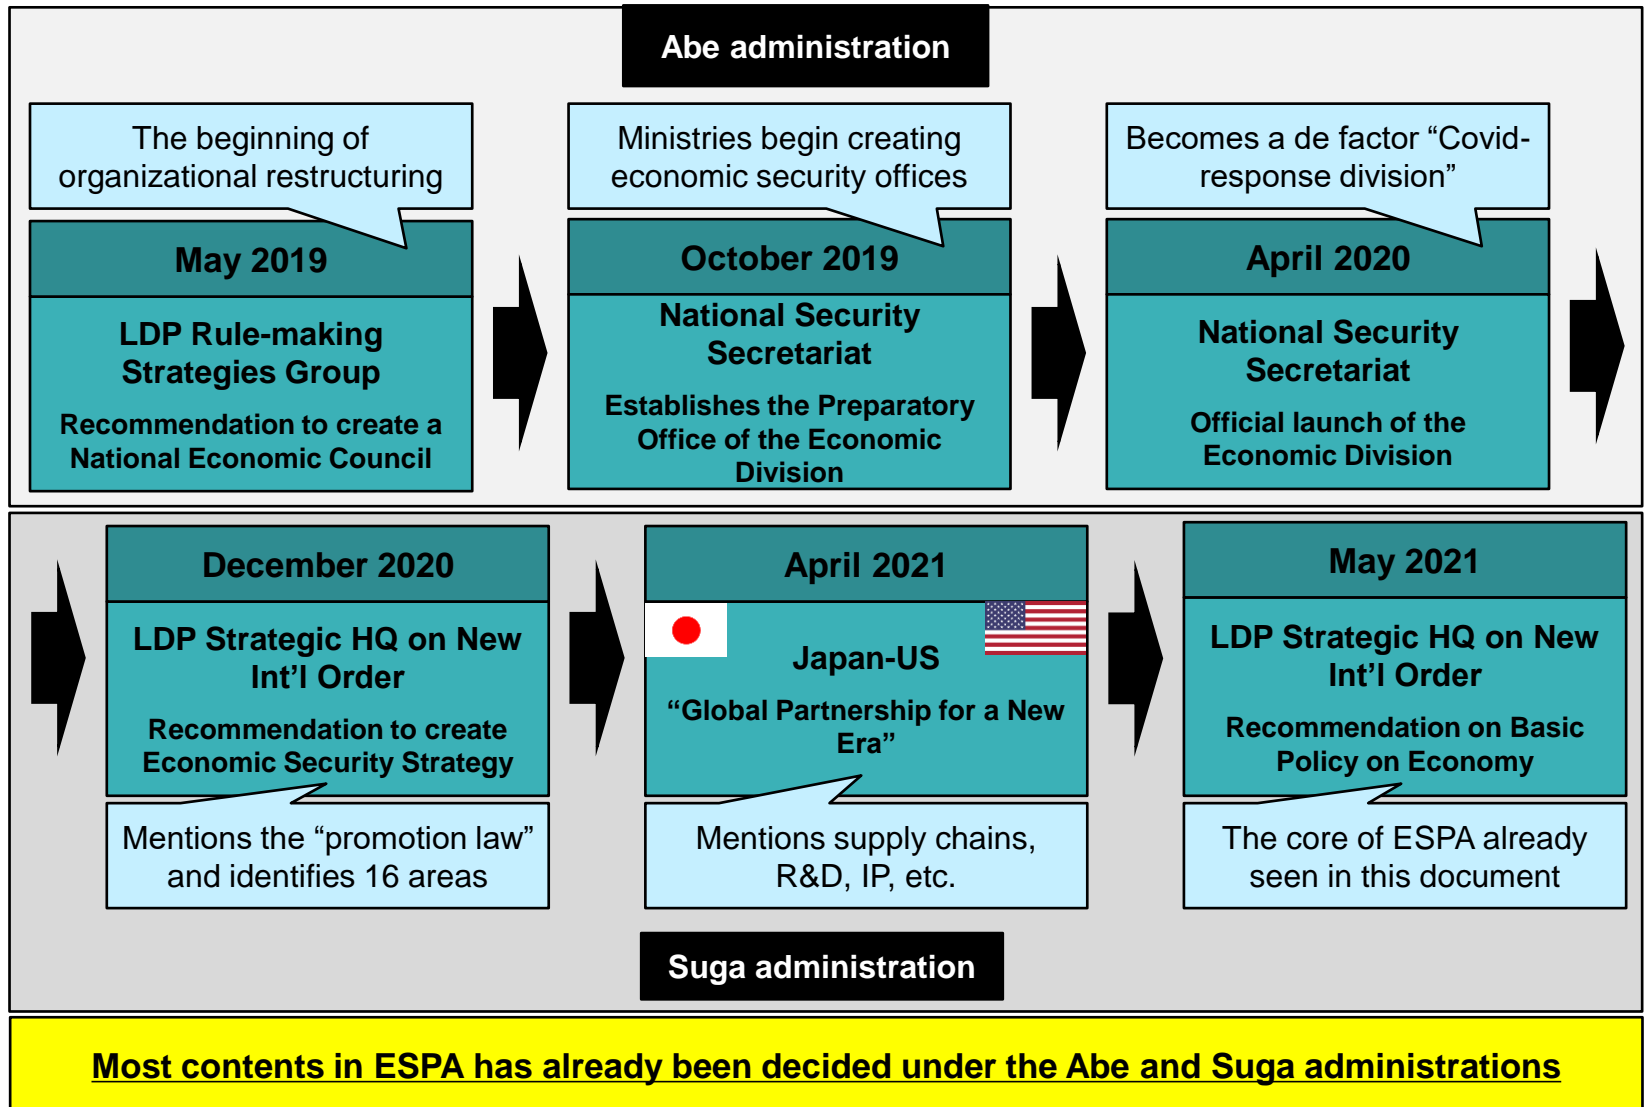 Abe administration
The beginning of
organizational restructuring
May 2019
LDP Rule-making
Strategies Group
Recommendation to create a
National Economic Council
Ministries begin creating
economic security offices
October 2019
National Security
Secretariat
Establishes the Preparatory
Office of the Economic
Division
Becomes a de factor “Covid-
response division”
April 2020
National Security
Secretariat
Official launch of the
Economic Division
December 2020
LDP Strategic HQ on New
Int’l Order
Recommendation to create
Economic Security Strategy
Mentions the “promotion law”
and identifies 16 areas
April 2021
Japan-US
“Global Partnership for a New
Era”
Mentions supply chains,
R&D, IP, etc.
May 2021
LDP Strategic HQ on New
Int’l Order
Recommendation on Basic
Policy on Economy
The core of ESPA already
seen in this document
Suga administration
Most contents in ESPA has already been decided under the Abe and Suga administrations